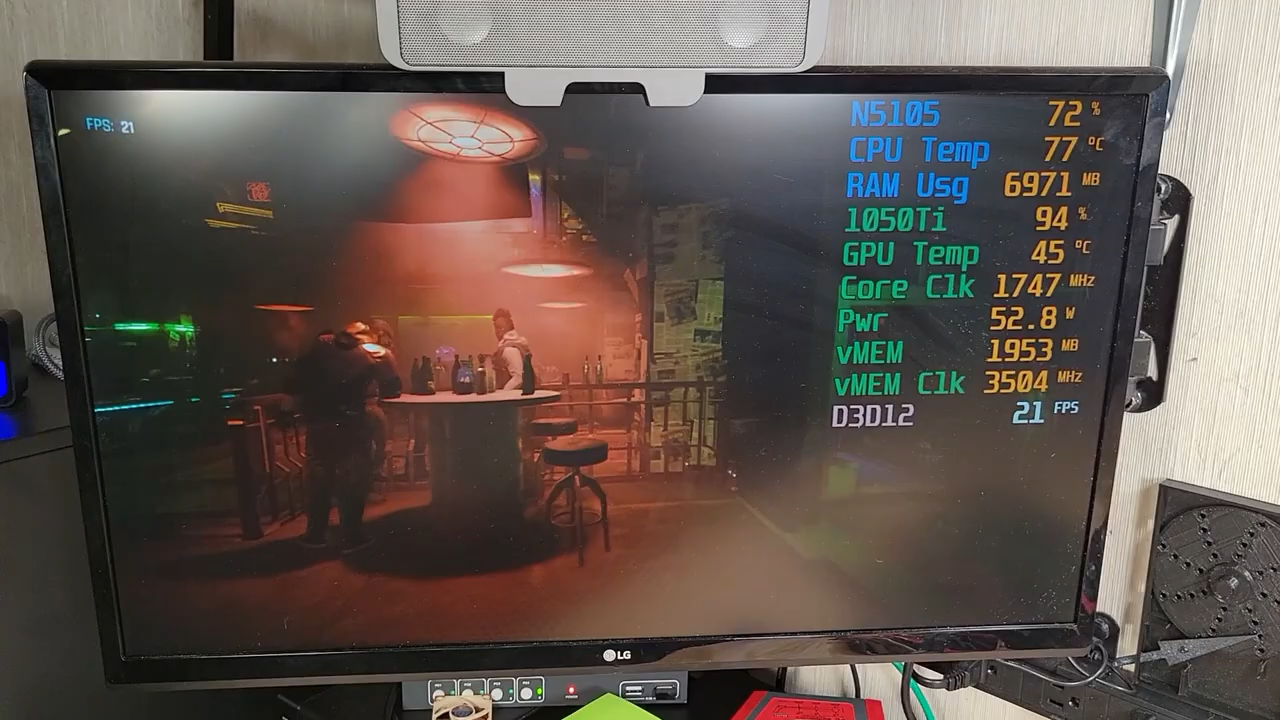 FPS: 21
N5105 72 %
CPU Temp 77 °C
RAM Usg 6971 MB
1050Ti 94 %
GPU Temp 45 °C
Core Clk 1747 MHz
Pwr 52.8 W
vMEM 1953 MB
vMEM Clk 3504 MHz
D3D12 21 FPS
LG